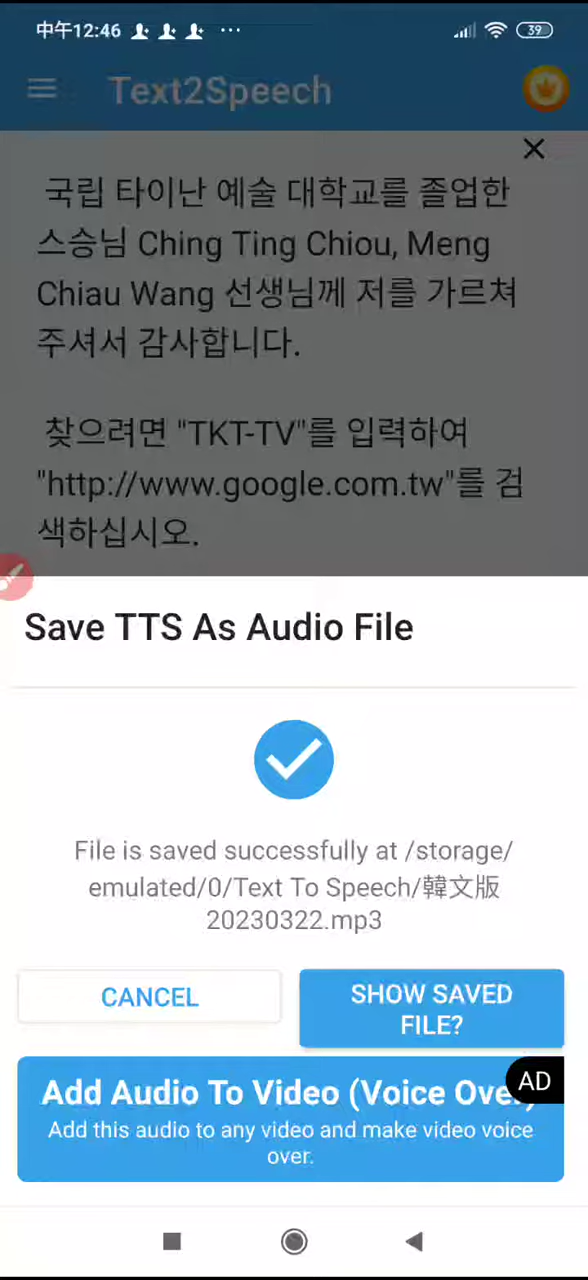 中午12:46
39
Text2Speech
국립 타이난 예술 대학교를 졸업한
스승님 Ching Ting Chiou, Meng
Chiau Wang 선생님께 저를 가르쳐
주셔서 감사합니다.
찾으려면 "TKT-TV"를 입력하여
"http://www.google.com.tw"를 검
색하십시오.
Save TTS As Audio File
File is saved successfully at /storage/
emulated/0/Text To Speech/韓文版
20230322.mp3
CANCEL
SHOW SAVED
FILE?
AD
Add Audio To Video (Voice Over)
Add this audio to any video and make video voice
over.